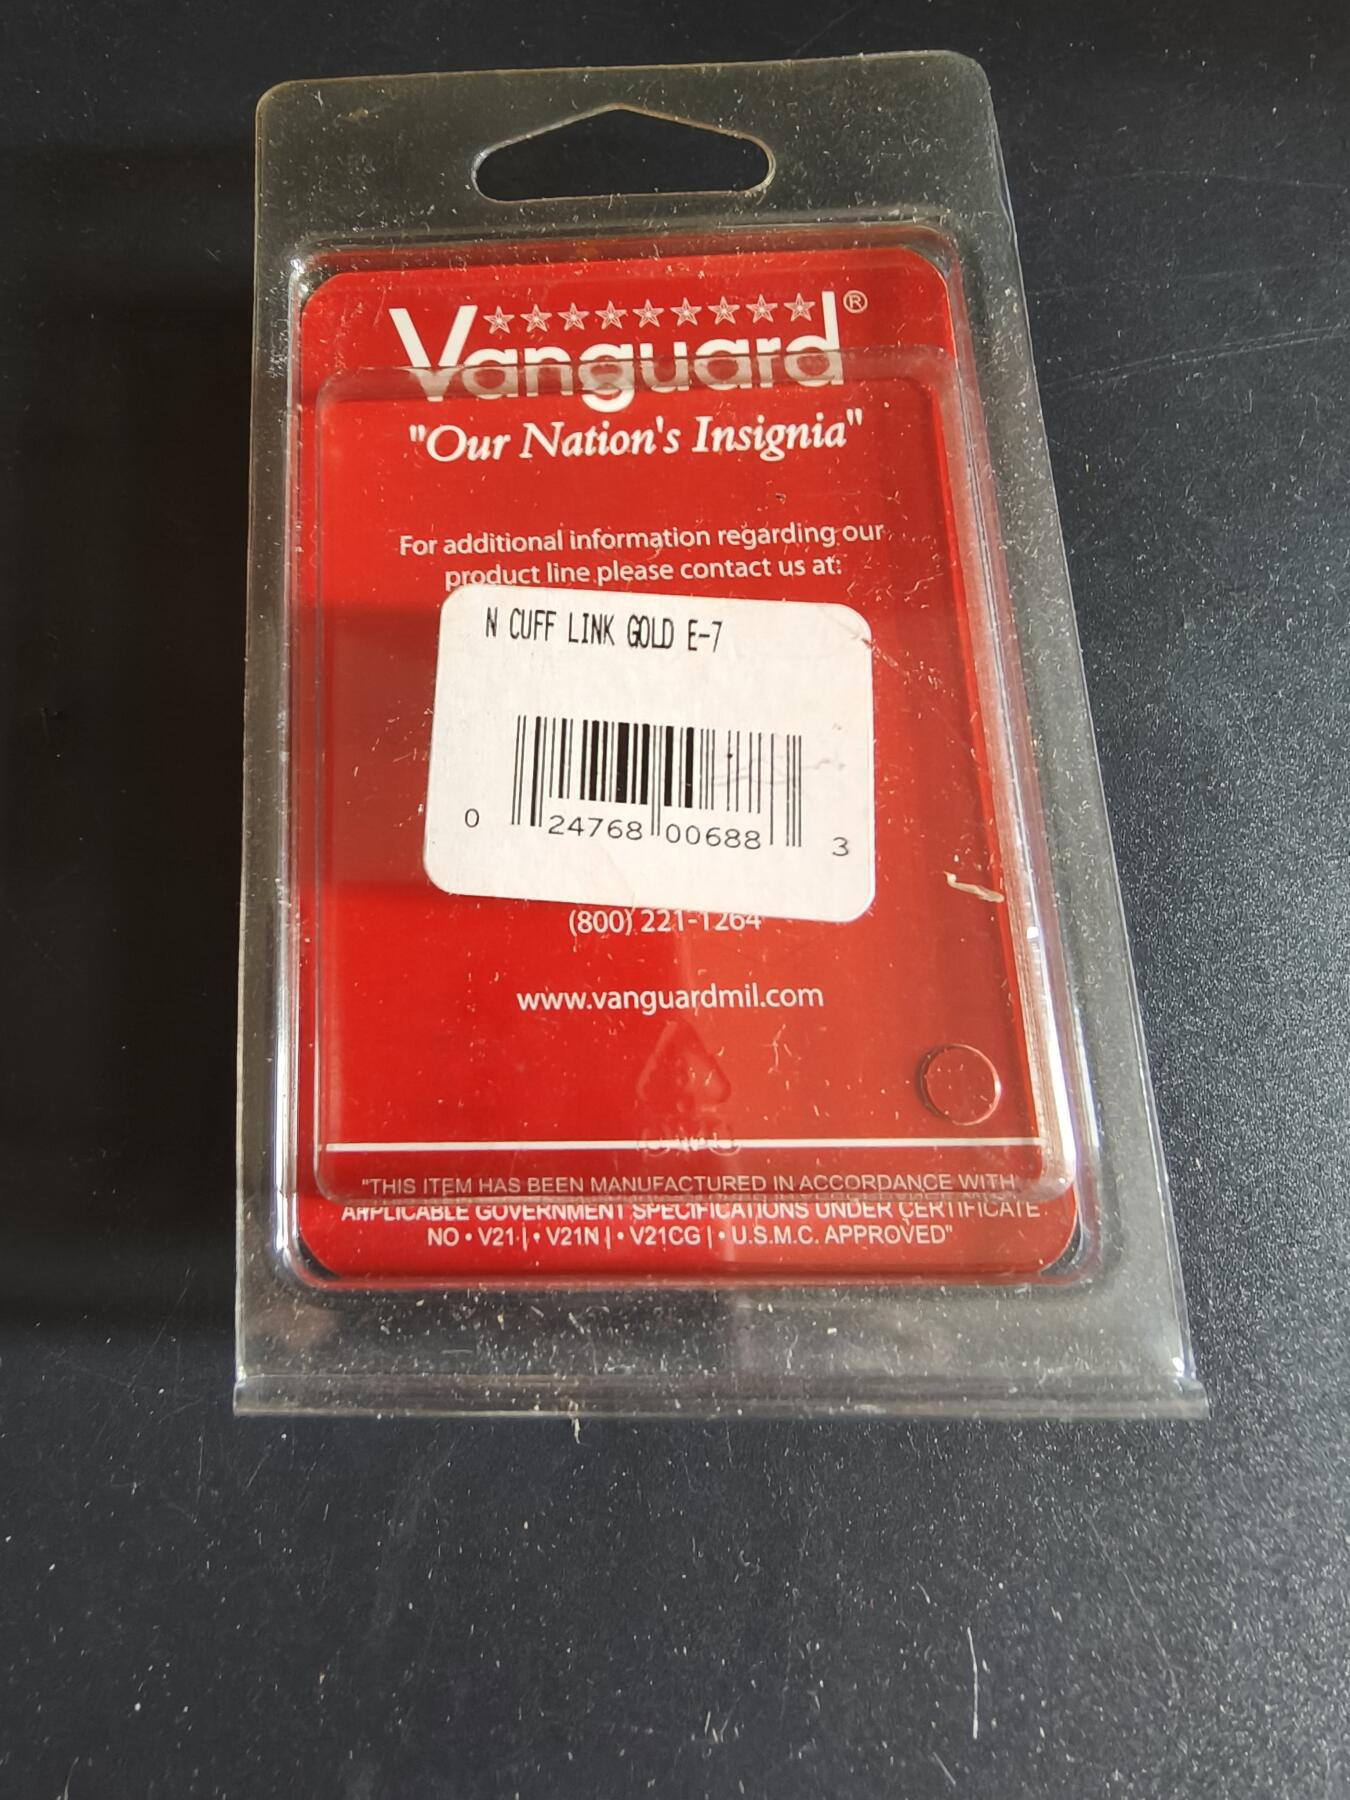 Vanguard®
"Our Nation's Insignia"
For additional information regarding our
product line please contact us at:
N CUFF LINK GOLD E-7
0 24768 00688 3
(800) 221-1264
www.vanguardmil.com
"THIS ITEM HAS BEEN MANUFACTURED IN ACCORDANCE WITH
APPLICABLE GOVERNMENT SPECIFICATIONS UNDER CERTIFICATE
NO • V21 | • V21N | • V21CG | • U.S.M.C. APPROVED"